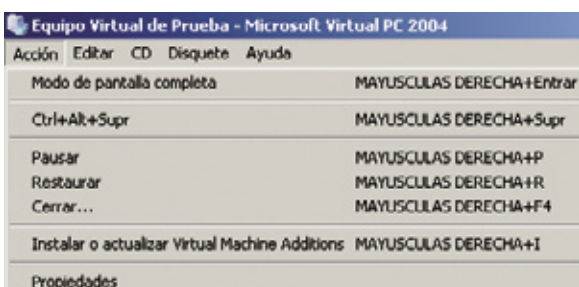 Equipo Virtual de Prueba - Microsoft Virtual PC 2004
Acción Editar CD Disquete Ayuda
Modo de pantalla completa MAYUSCULAS DERECHA+Entrar
Ctrl+Alt+Supr MAYUSCULAS DERECHA+Supr
Pausar MAYUSCULAS DERECHA+P
Restaurar MAYUSCULAS DERECHA+R
Cerrar... MAYUSCULAS DERECHA+F4
Instalar o actualizar Virtual Machine Additions MAYUSCULAS DERECHA+I
Propiedades